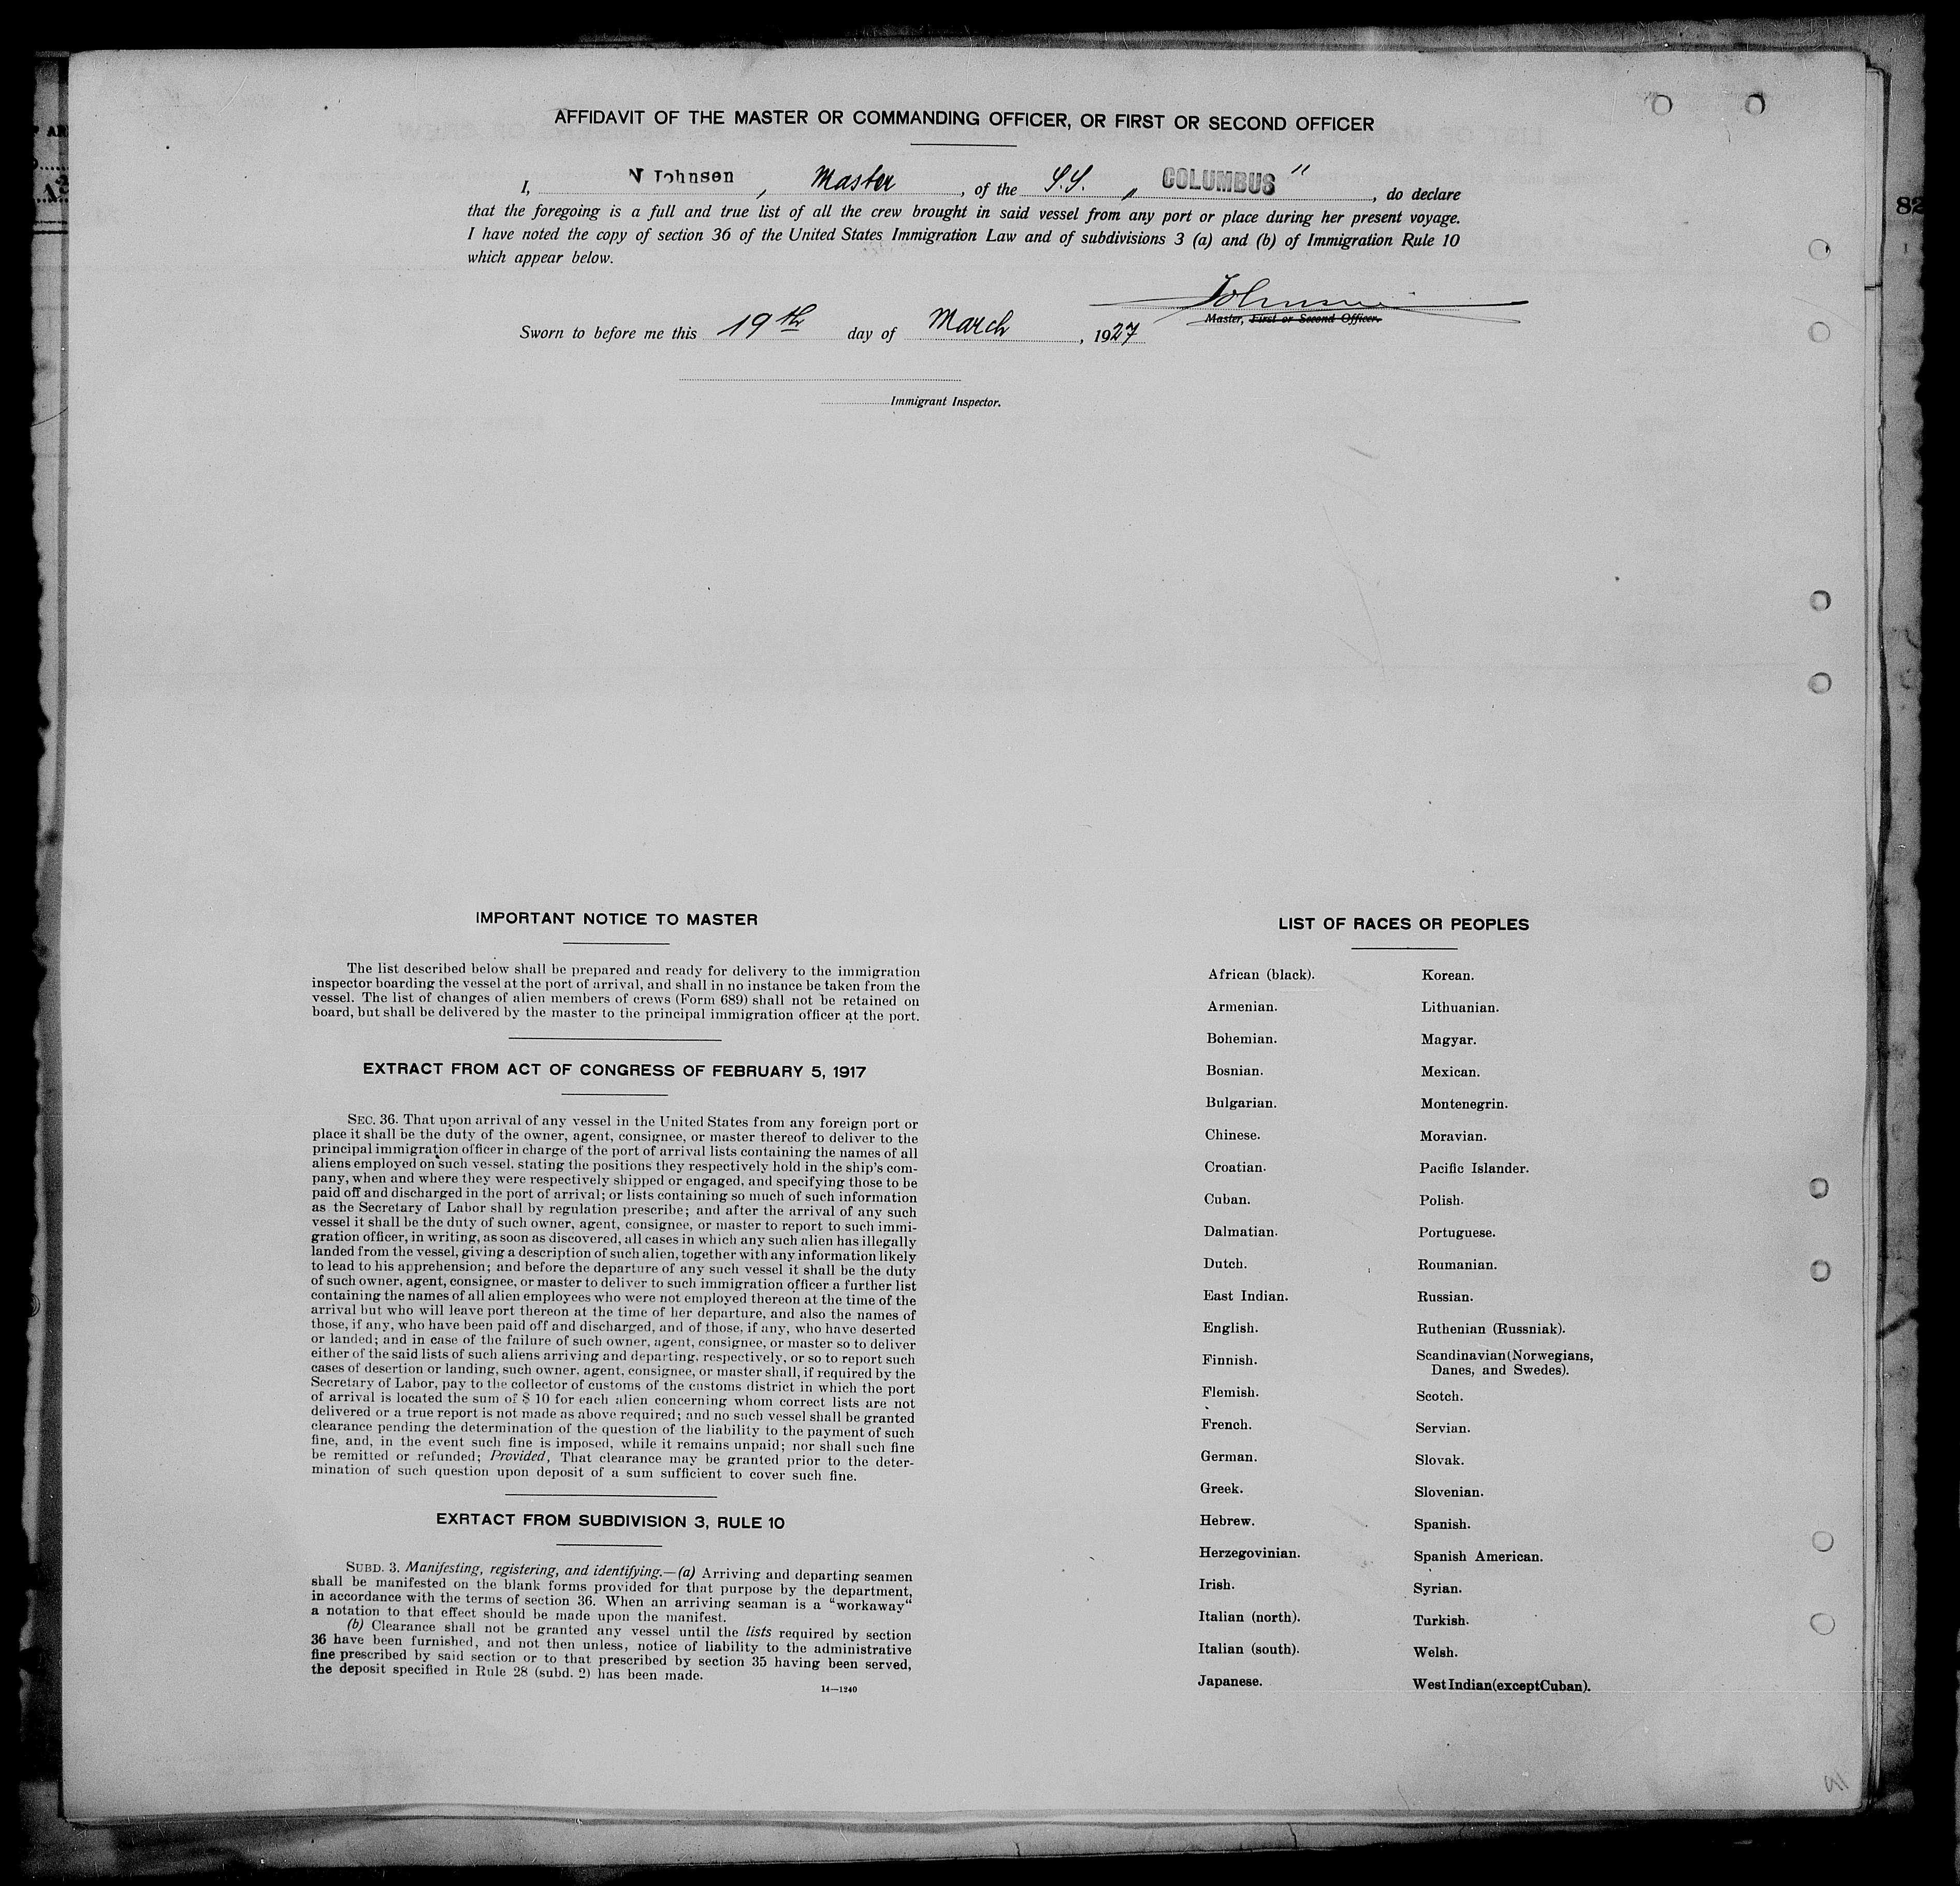 AFFIDAVIT OF THE MASTER OR COMMANDING OFFICER, OR FIRST OR SECOND OFFICER
I, N Johnsen, Master, of the S.S. „ COLUMBUS ", do declare
that the foregoing is a full and true list of all the crew brought in said vessel from any port or place during her present voyage.
I have noted the copy of section 36 of the United States Immigration Law and of subdivisions 3 (a) and (b) of Immigration Rule 10
which appear below.
Johnsen
Master, First or Second Officer.
Sworn to before me this 19th day of March, 1927
Immigrant Inspector.
IMPORTANT NOTICE TO MASTER
The list described below shall be prepared and ready for delivery to the immigration
inspector boarding the vessel at the port of arrival, and shall in no instance be taken from the
vessel. The list of changes of alien members of crews (Form 689) shall not be retained on
board, but shall be delivered by the master to the principal immigration officer at the port.
EXTRACT FROM ACT OF CONGRESS OF FEBRUARY 5, 1917
SEC. 36. That upon arrival of any vessel in the United States from any foreign port or
place it shall be the duty of the owner, agent, consignee, or master thereof to deliver to the
principal immigration officer in charge of the port of arrival lists containing the names of all
aliens employed on such vessel. stating the positions they respectively hold in the ship's com-
pany, when and where they were respectively shipped or engaged, and specifying those to be
paid off and discharged in the port of arrival; or lists containing so much of such information
as the Secretary of Labor shall by regulation prescribe; and after the arrival of any such
vessel it shall be the duty of such owner, agent, consignee, or master to report to such immi-
gration officer, in writing, as soon as discovered, all cases in which any such alien has illegally
landed from the vessel, giving a description of such alien, together with any information likely
to lead to his apprehension; and before the departure of any such vessel it shall be the duty
of such owner, agent, consignee, or master to deliver to such immigration officer a further list
containing the names of all alien employees who were not employed thereon at the time of the
arrival but who will leave port thereon at the time of her departure, and also the names of
those, if any, who have been paid off and discharged, and of those, if any, who have deserted
or landed; and in case of the failure of such owner, agent, consignee, or master so to deliver
either of the said lists of such aliens arriving and departing, respectively, or so to report such
cases of desertion or landing, such owner. agent, consignee, or master shall, if required by the
Secretary of Labor, pay to the collector of customs of the customs district in which the port
of arrival is located the sum of $ 10 for each alien concerning whom correct lists are not
delivered or a true report is not made as above required; and no such vessel shall be granted
clearance pending the determination of the question of the liability to the payment of such
fine, and, in the event such fine is imposed, while it remains unpaid; nor shall such fine
be remitted or refunded; Provided, That clearance may be granted prior to the deter-
mination of such question upon deposit of a sum sufficient to cover such fine.
EXRTACT FROM SUBDIVISION 3, RULE 10
SUBD. 3. Manifesting, registering, and identifying.—(a) Arriving and departing seamen
shall be manifested on the blank forms provided for that purpose by the department,
in accordance with the terms of section 36. When an arriving seaman is a "workaway"
a notation to that effect should be made upon the manifest.
(b) Clearance shall not be granted any vessel until the lists required by section
36 have been furnished, and not then unless, notice of liability to the administrative
fine prescribed by said section or to that prescribed by section 35 having been served,
the deposit specified in Rule 28 (subd. 2) has been made.
14—1240
LIST OF RACES OR PEOPLES
African (black).
Armenian.
Bohemian.
Bosnian.
Bulgarian.
Chinese.
Croatian.
Cuban.
Dalmatian.
Dutch.
East Indian.
English.
Finnish.
Flemish.
French.
German.
Greek.
Hebrew.
Herzegovinian.
Irish.
Italian (north).
Italian (south).
Japanese.
Korean.
Lithuanian.
Magyar.
Mexican.
Montenegrin.
Moravian.
Pacific Islander.
Polish.
Portuguese.
Roumanian.
Russian.
Ruthenian (Russniak).
Scandinavian (Norwegians,
Danes, and Swedes).
Scotch.
Servian.
Slovak.
Slovenian.
Spanish.
Spanish American.
Syrian.
Turkish.
Welsh.
West Indian (except Cuban).